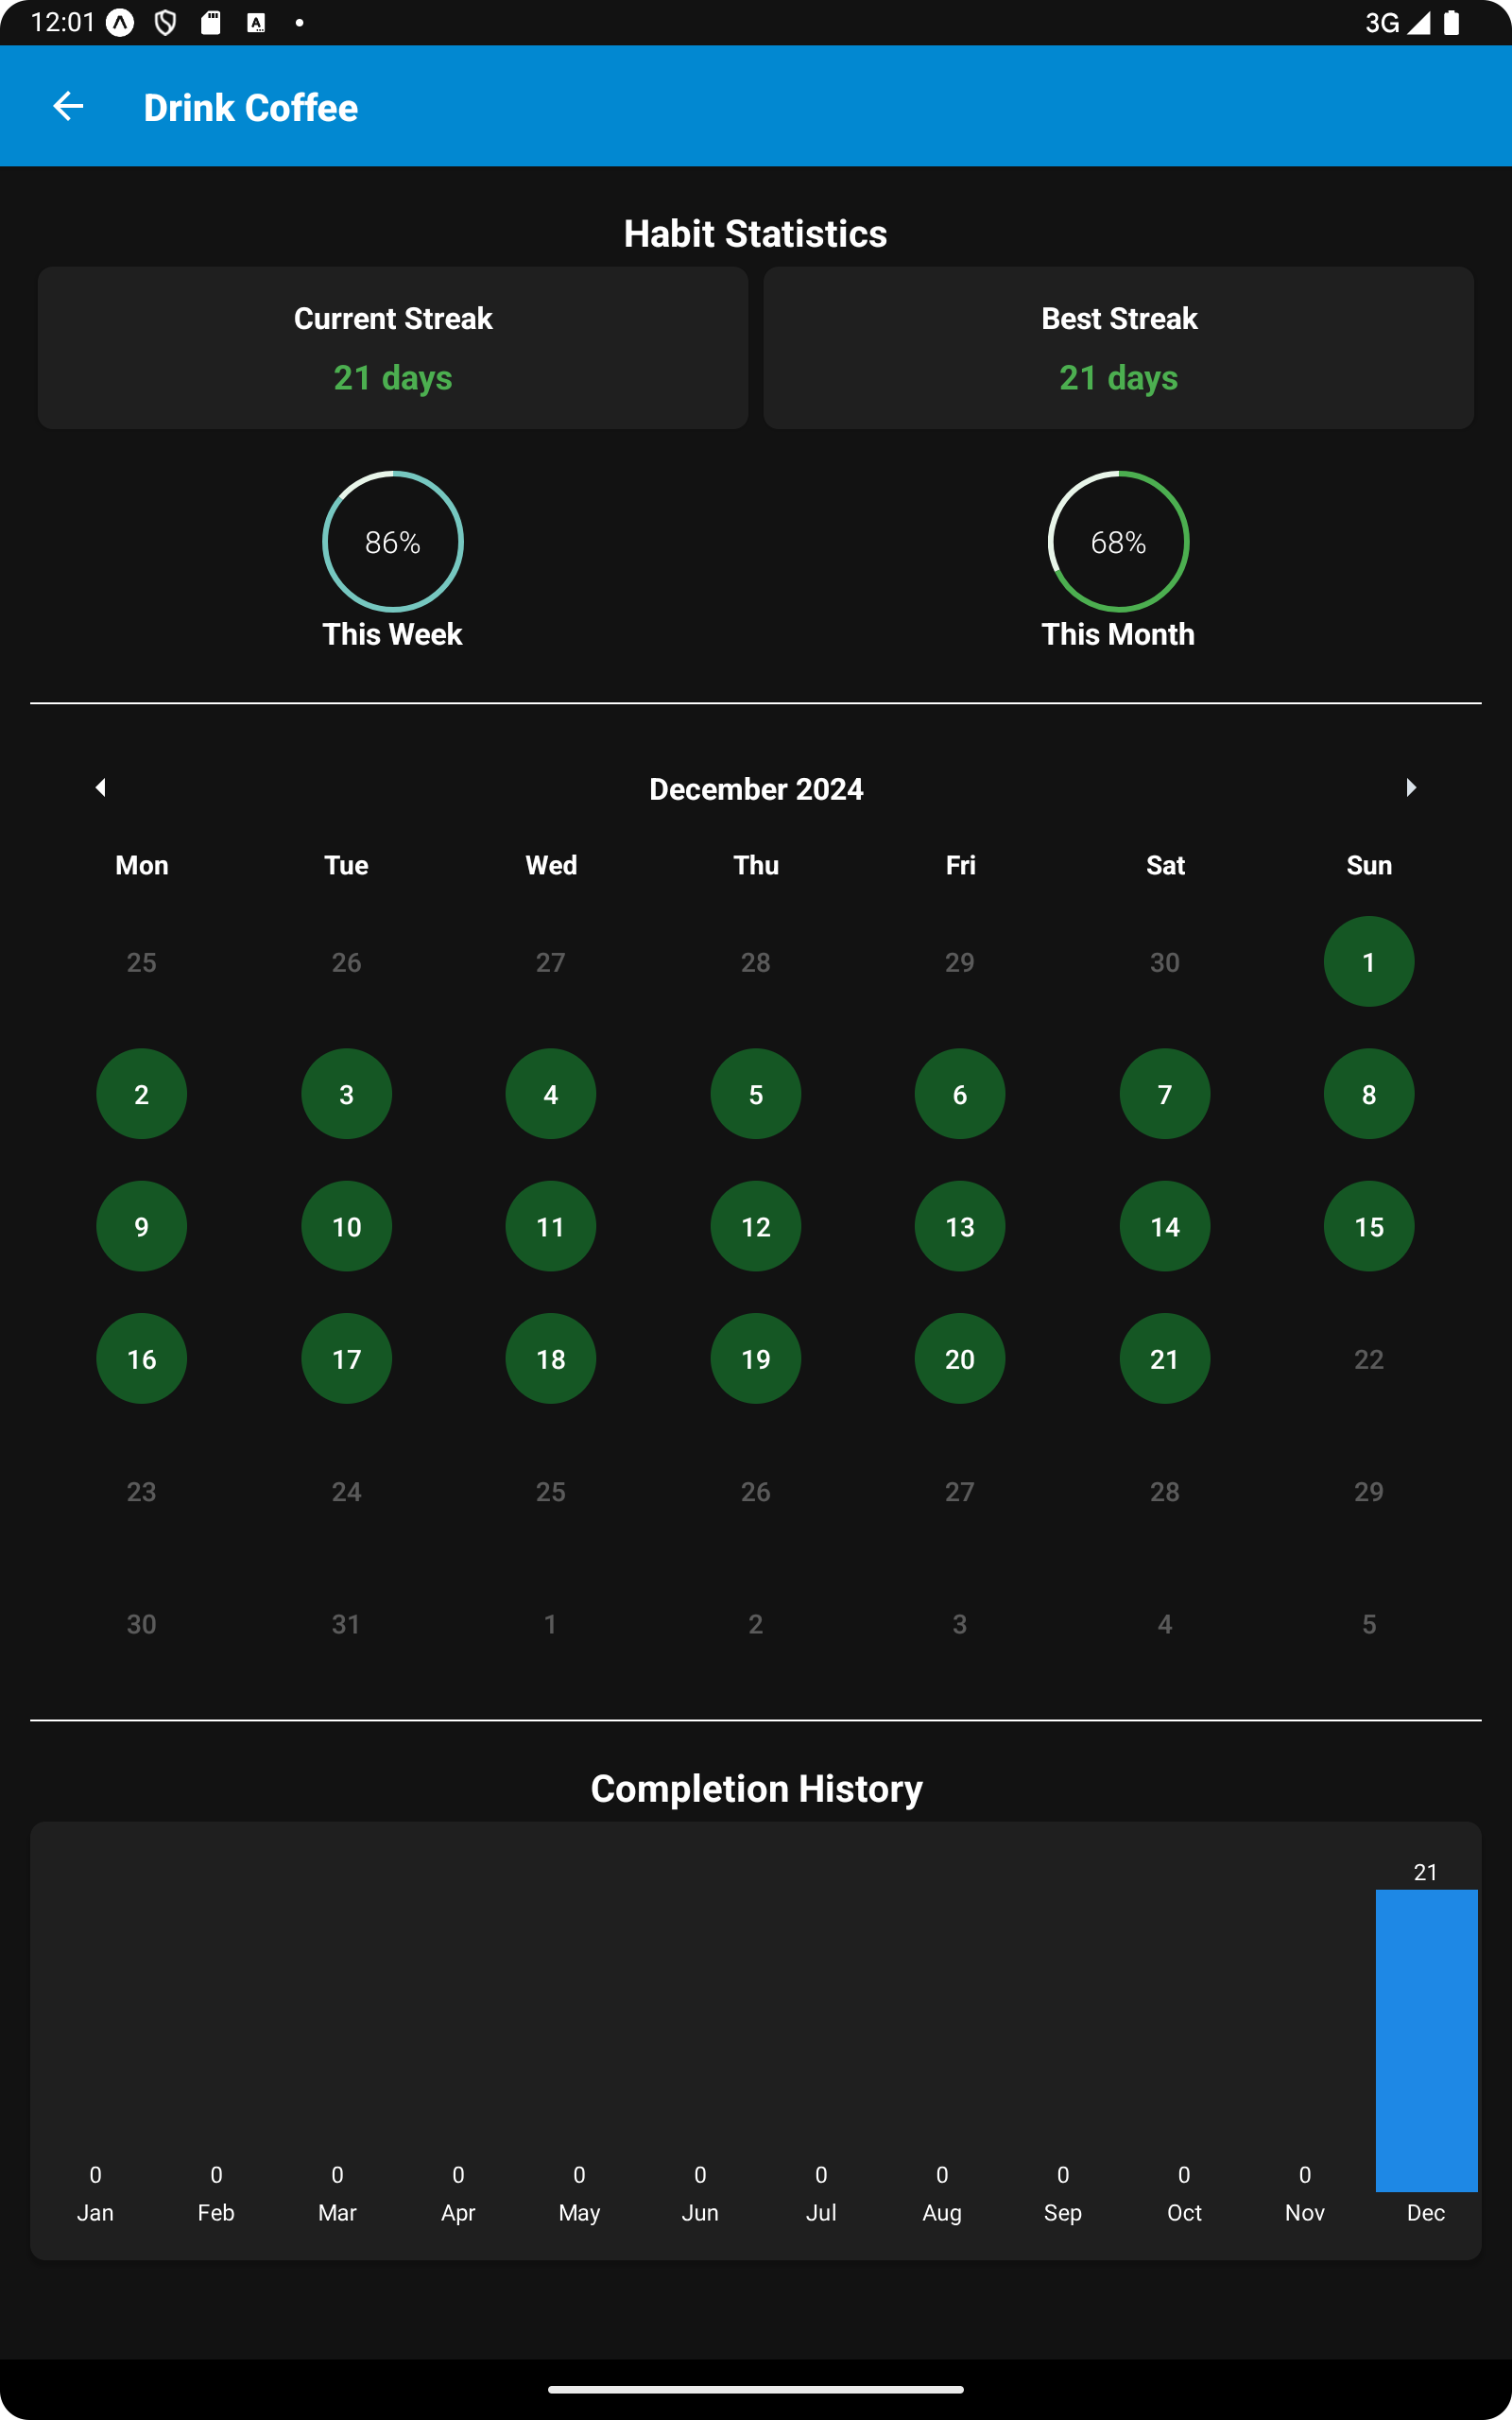 12:01 3G
Drink Coffee
Habit Statistics
Current Streak Best Streak
21 days 21 days
86% 68%
This Week This Month
December 2024
Mon Tue Wed Thu Fri Sat Sun
25 26 27 28 29 30 1
2 3 4 5 6 7 8
9 10 11 12 13 14 15
16 17 18 19 20 21 22
23 24 25 26 27 28 29
30 31 1 2 3 4 5
Completion History
21
0 0 0 0 0 0 0 0 0 0 0
Jan Feb Mar Apr May Jun Jul Aug Sep Oct Nov Dec